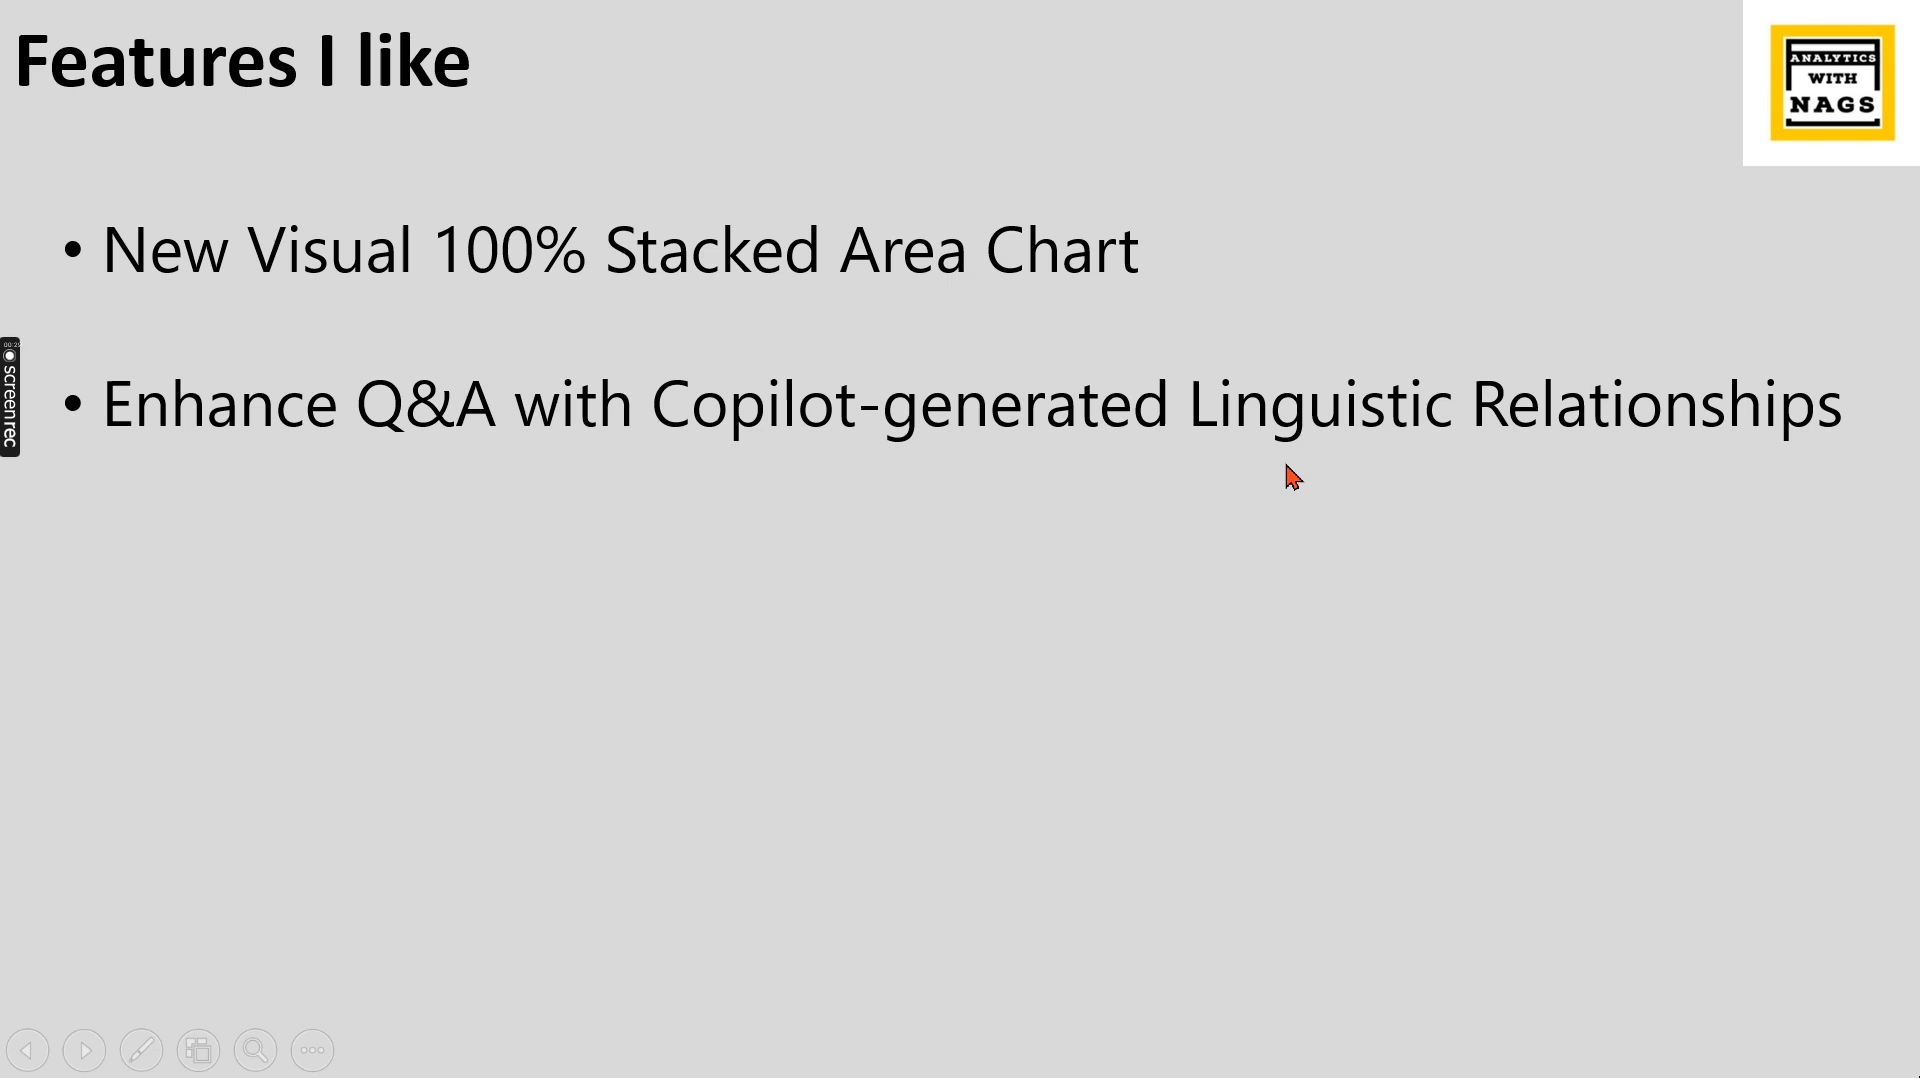 Features I like
ANALYTICS
WITH
NAGS
• New Visual 100% Stacked Area Chart
• Enhance Q&A with Copilot-generated Linguistic Relationships
screenrec